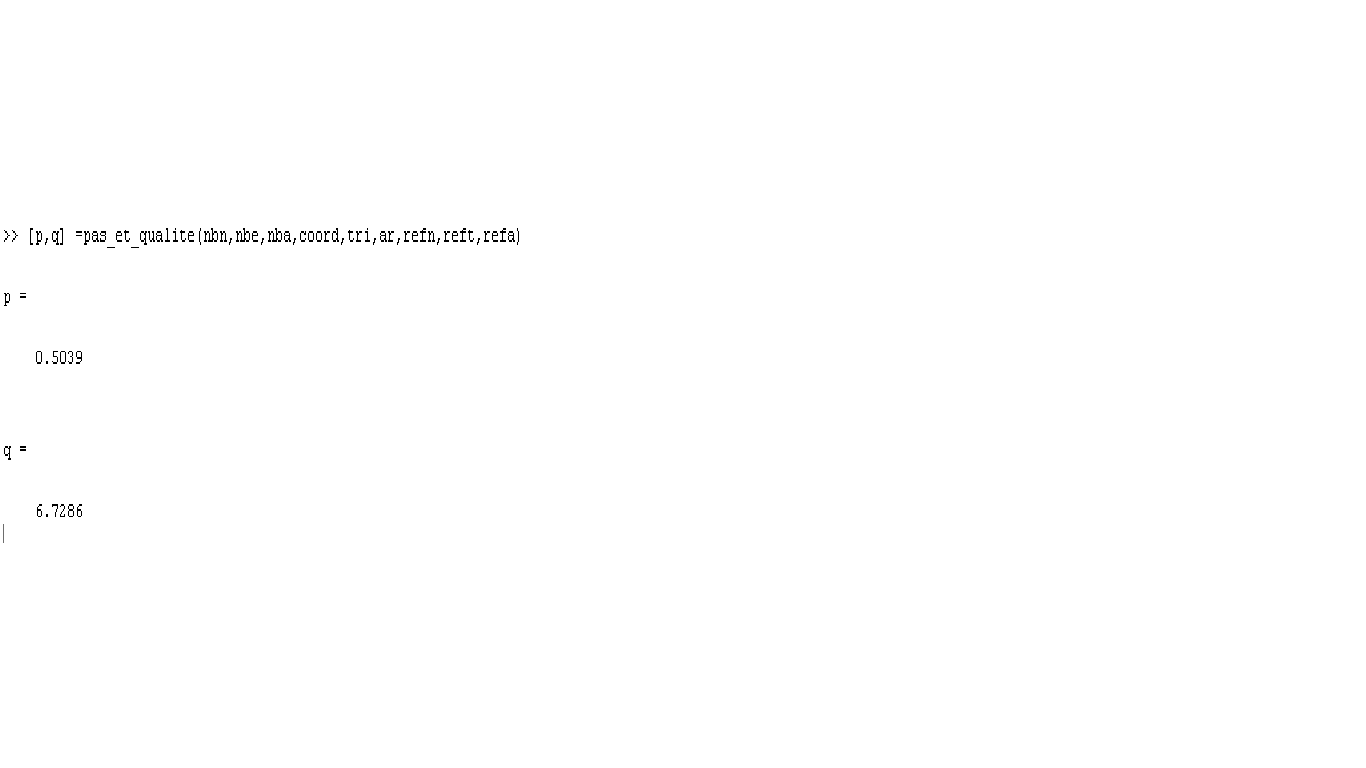 >> [p,q] =pas_et_qualite(nbn,nbe,nba,coord,tri,ar,refn,reft,refa)
p =
0.5039
q =
6.7286